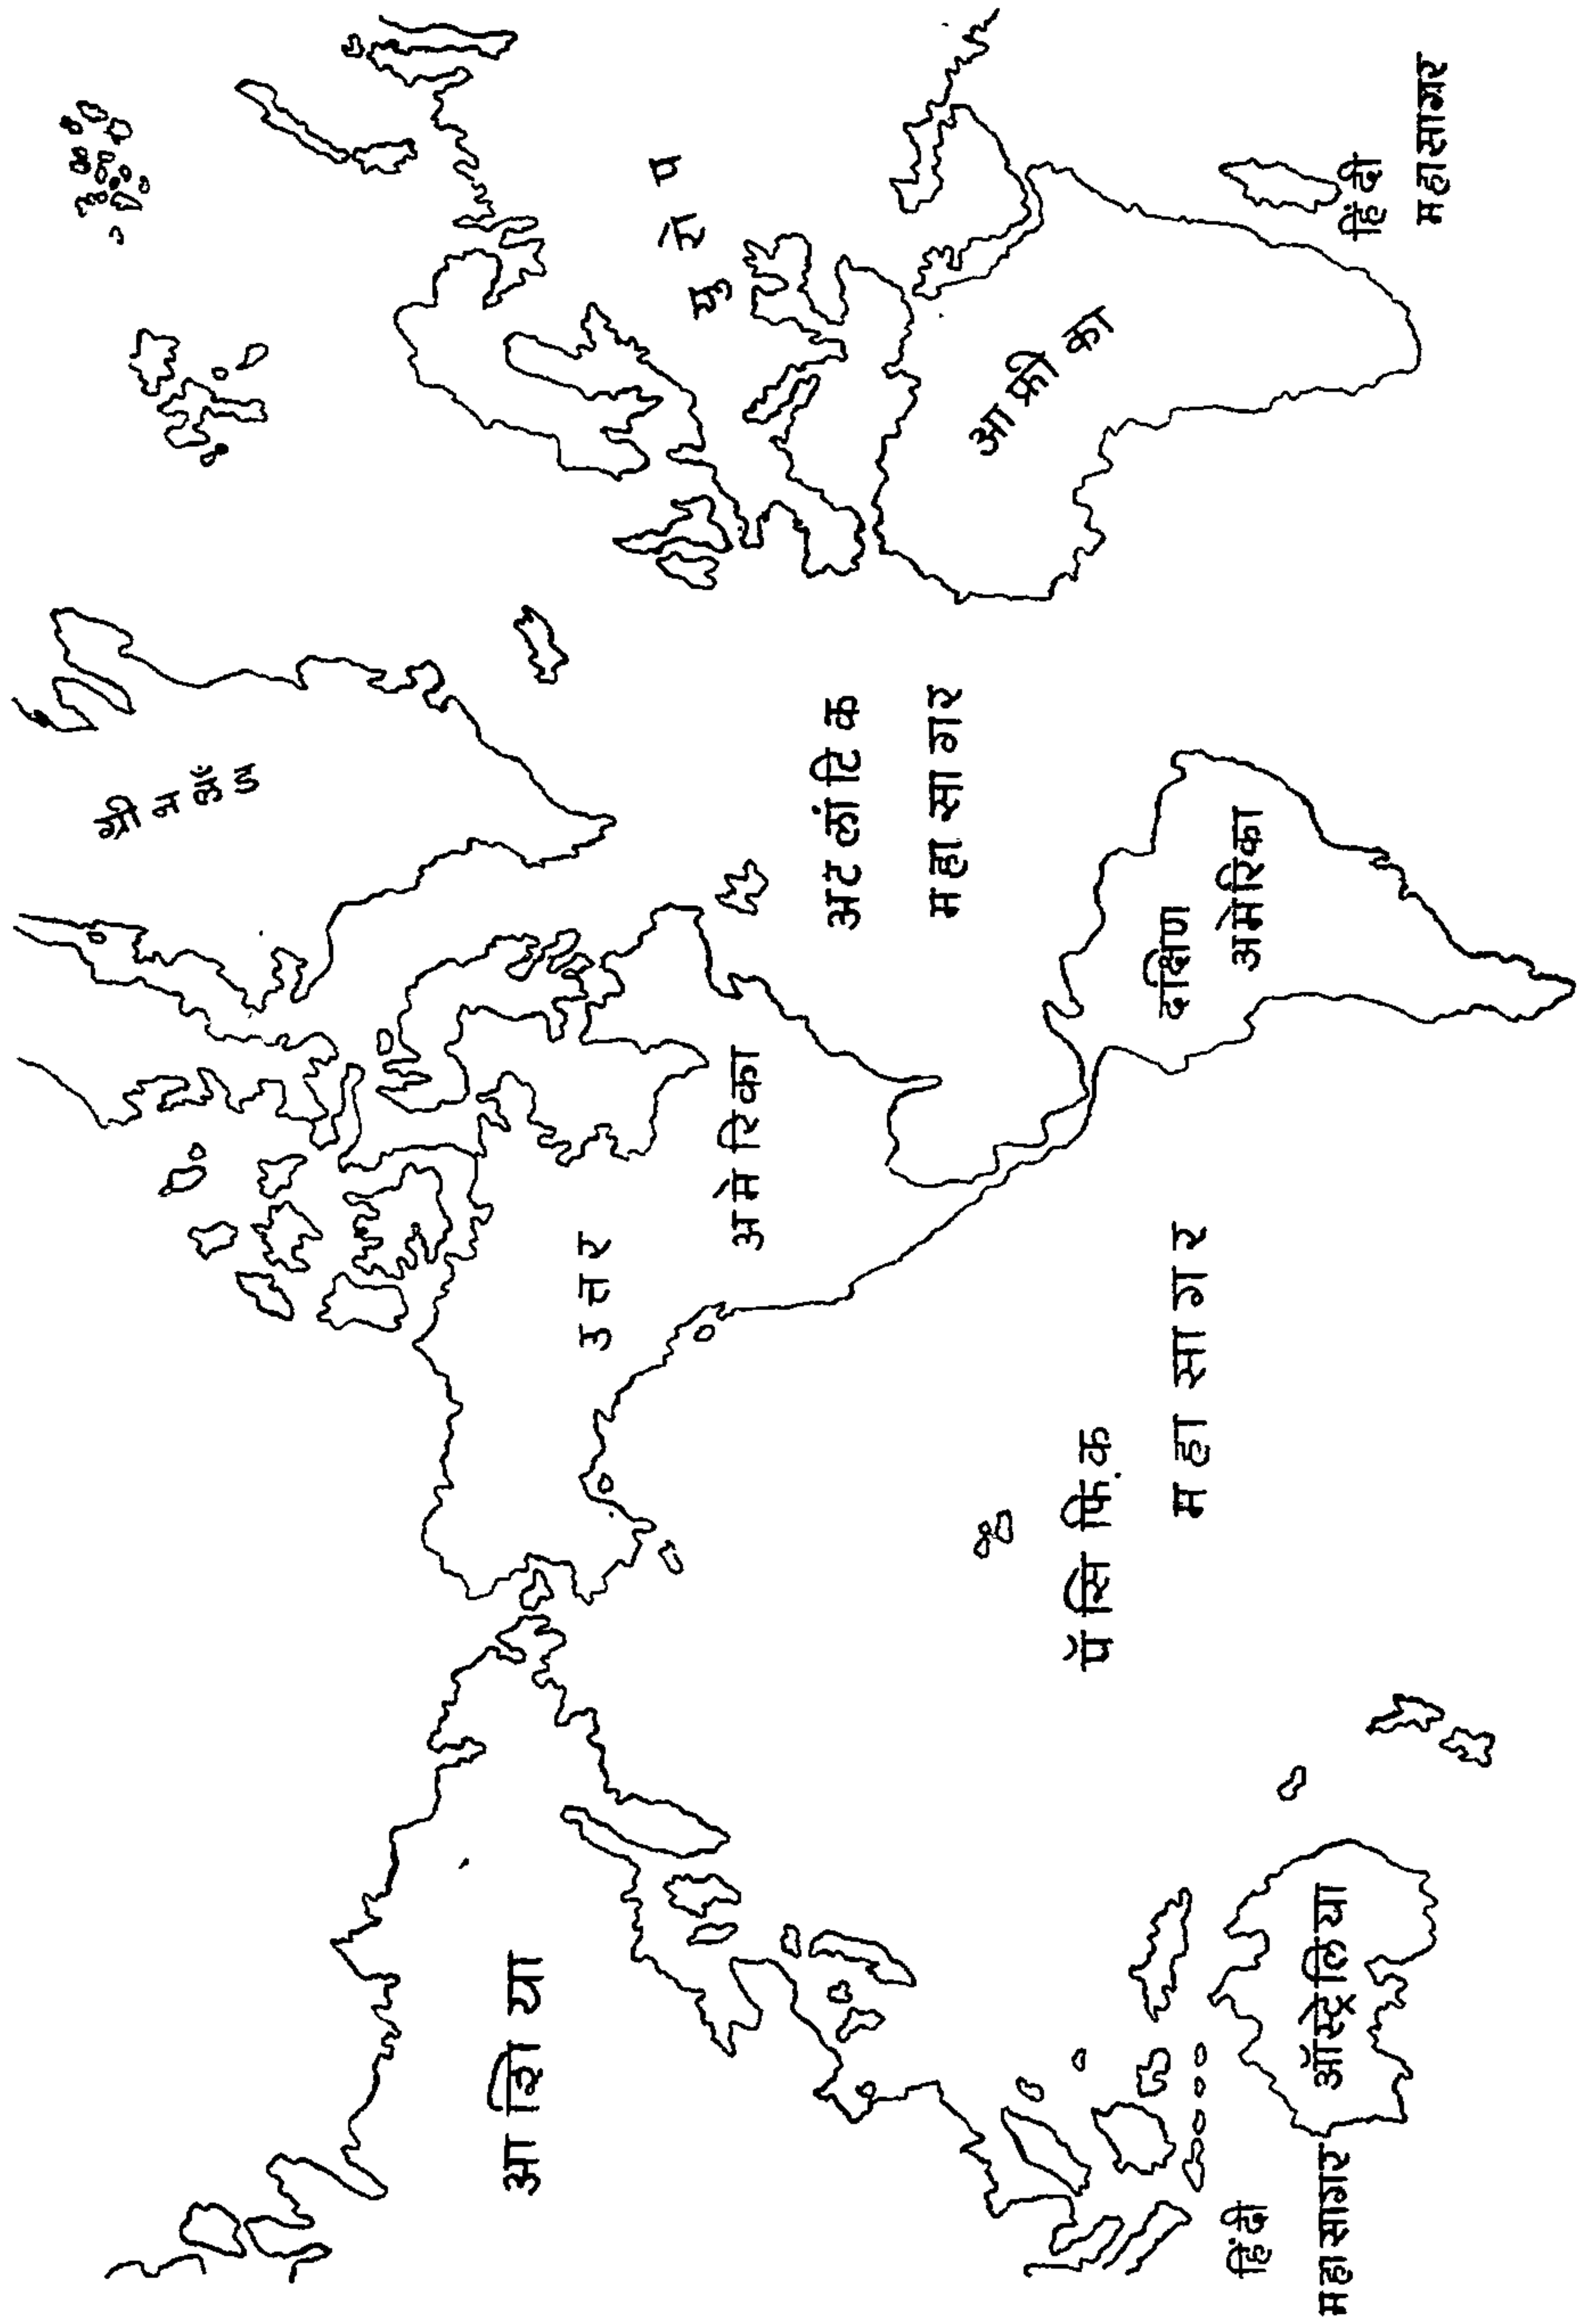 ग्रीनलँड
आशिया
उत्तर
अमेरिका
युरोप
अटलांटिक
महासागर
आफ्रीका
पॅसिफिक
महासागर
दक्षिण
अमेरिका
हिंदी
महासागर
ऑस्ट्रेलिया
हिंदी
महासागर